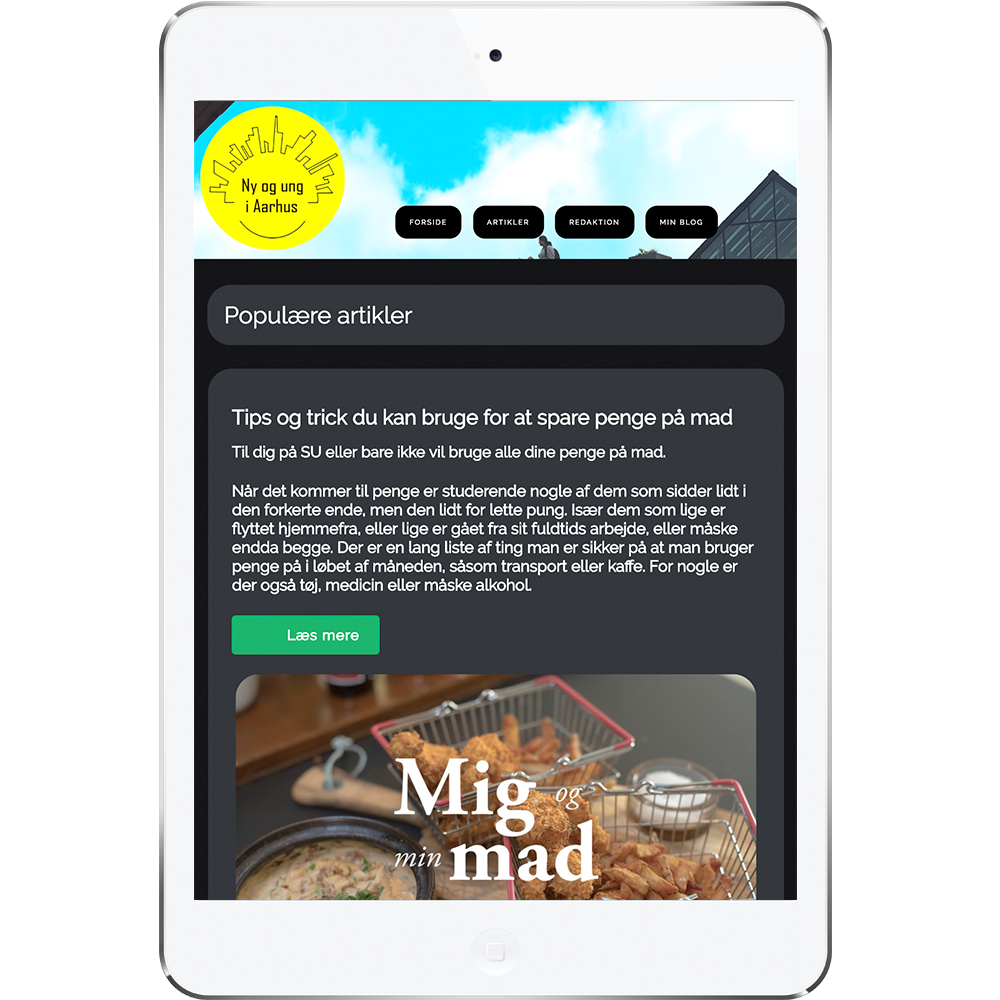 Ny og ung
i Aarhus
FORSIDE ARTIKLER REDAKTION MIN BLOG
Populære artikler
Tips og trick du kan bruge for at spare penge på mad
Til dig på SU eller bare ikke vil bruge alle dine penge på mad.
Når det kommer til penge er studerende nogle af dem som sidder lidt i
den forkerte ende, men den lidt for lette pung. Især dem som lige er
flyttet hjemmefra, eller lige er gået fra sit fuldtids arbejde, eller måske
endda begge. Der er en lang liste af ting man er sikker på at man bruger
penge på i løbet af måneden, såsom transport eller kaffe. For nogle er
der også tøj, medicin eller måske alkohol.
Læs mere
Mig og
min mad